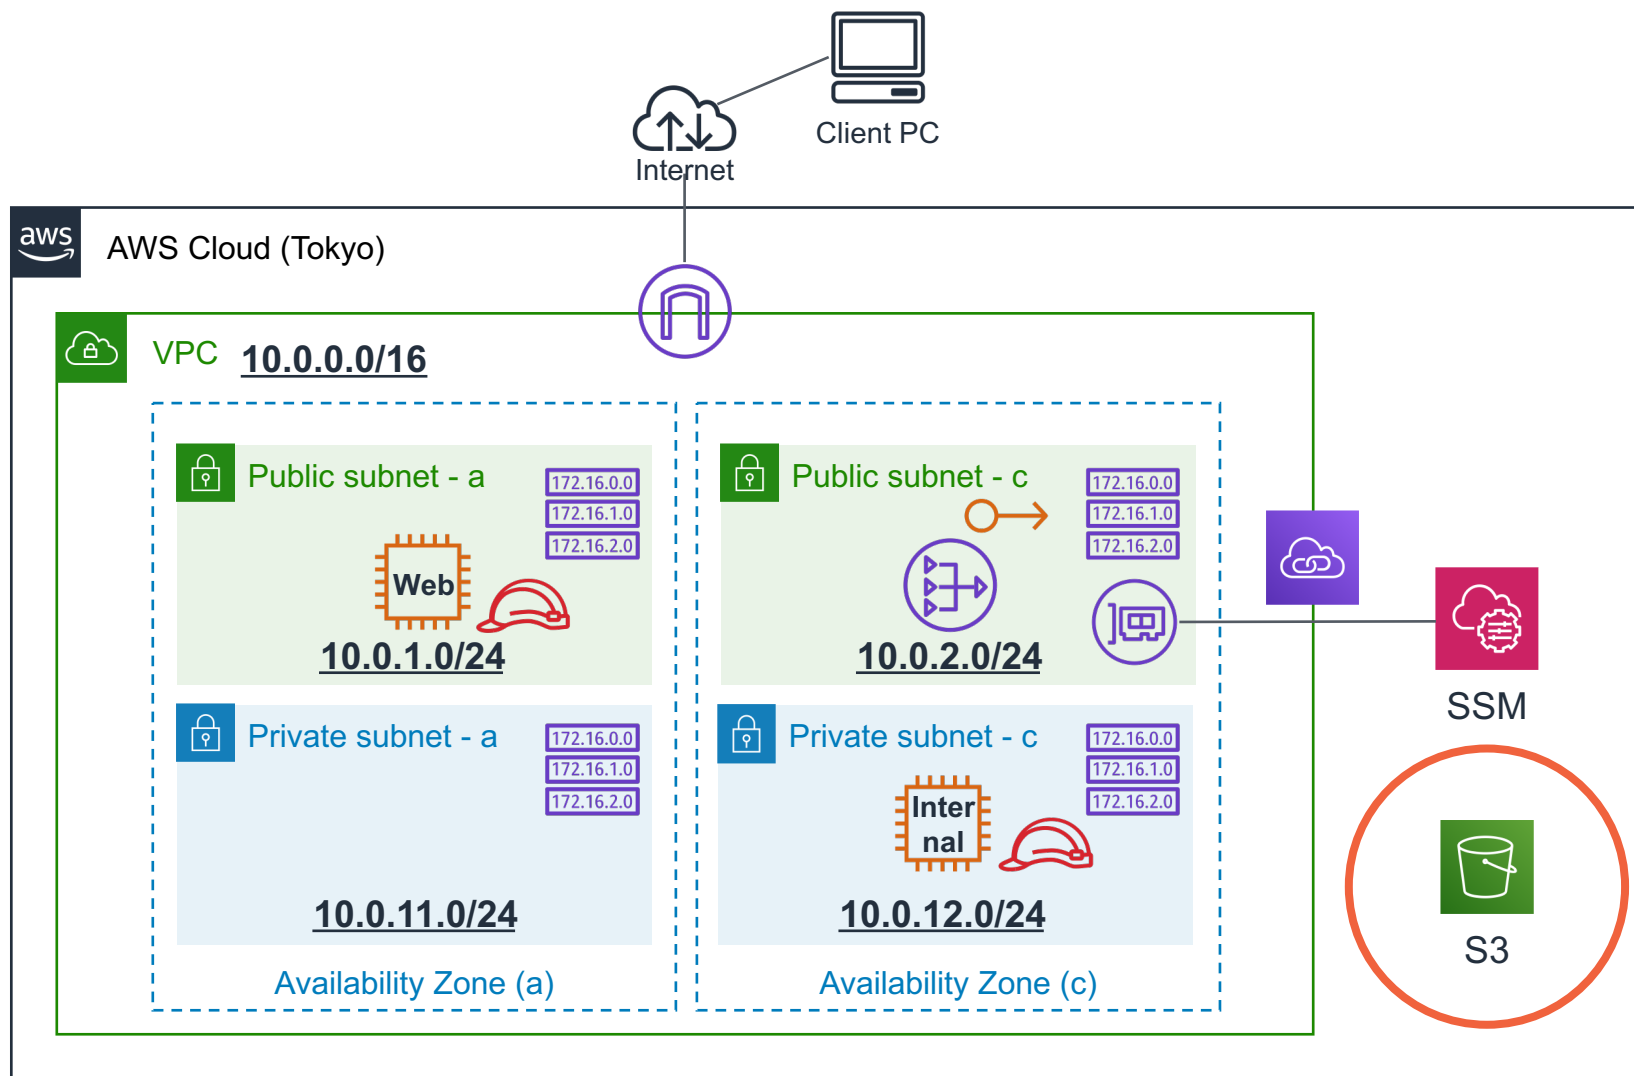 Client PC
Internet
aws
AWS Cloud (Tokyo)
VPC 10.0.0.0/16
Public subnet - a
172.16.0.0
172.16.1.0
172.16.2.0
Web
10.0.1.0/24
Public subnet - c
172.16.0.0
172.16.1.0
172.16.2.0
10.0.2.0/24
SSM
Private subnet - a
172.16.0.0
172.16.1.0
172.16.2.0
10.0.11.0/24
Private subnet - c
172.16.0.0
172.16.1.0
172.16.2.0
Inter
nal
10.0.12.0/24
S3
Availability Zone (a)
Availability Zone (c)